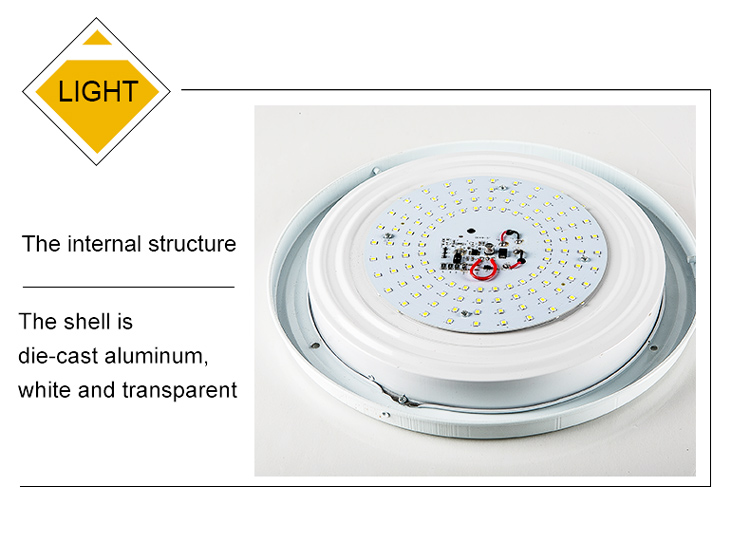 LIGHT
The internal structure
The shell is
die-cast aluminum,
white and transparent